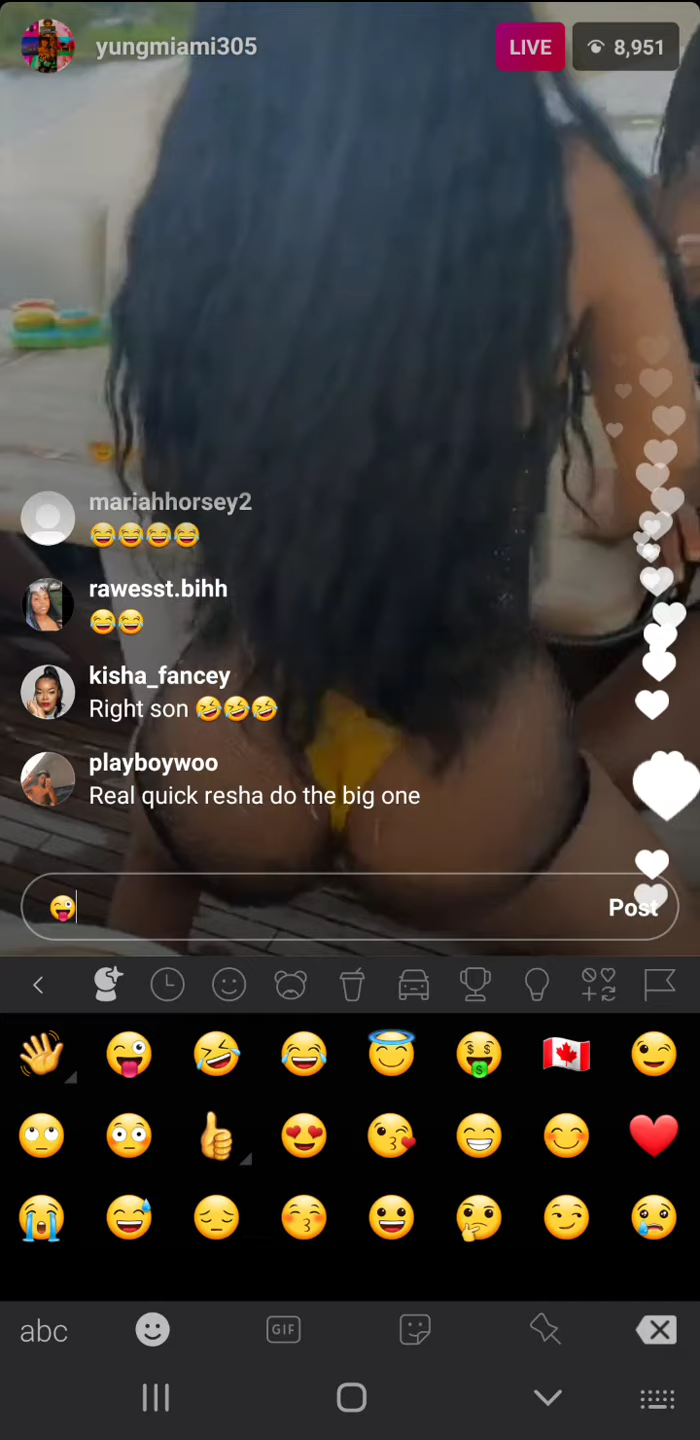 yungmiami305
LIVE
8,951
mariahhorsey2
😂😂😂😂
rawesst.bihh
😂😂
kisha_fancey
Right son 🤣🤣🤣
playboywoo
Real quick resha do the big one
😜
Post
abc
GIF